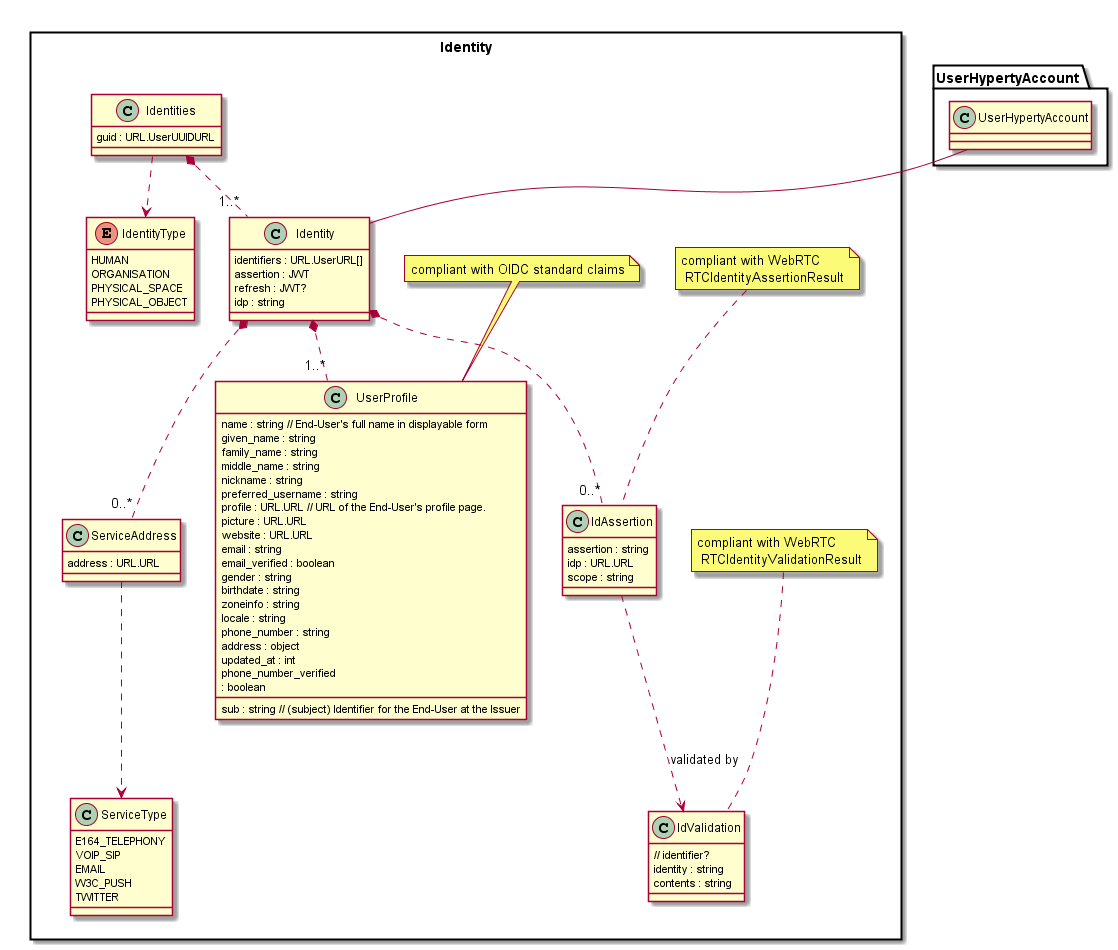 Identity
UserHypertyAccount
C UserHypertyAccount
C Identities
guid : URL.UserUUIDURL
1..*
E IdentityType
HUMAN
ORGANISATION
PHYSICAL_SPACE
PHYSICAL_OBJECT
C Identity
identifiers : URL.UserURL[]
assertion : JWT
refresh : JWT?
idp : string
compliant with OIDC standard claims
compliant with WebRTC
RTCIdentityAssertionResult
1..*
C UserProfile
name : string // End-User's full name in displayable form
given_name : string
family_name : string
middle_name : string
nickname : string
preferred_username : string
profile : URL.URL // URL of the End-User's profile page.
picture : URL.URL
website : URL.URL
email : string
email_verified : boolean
gender : string
birthdate : string
zoneinfo : string
locale : string
phone_number : string
address : object
updated_at : int
phone_number_verified
: boolean
sub : string // (subject) Identifier for the End-User at the Issuer
0..*
C ServiceAddress
address : URL.URL
0..*
C IdAssertion
assertion : string
idp : URL.URL
scope : string
compliant with WebRTC
RTCIdentityValidationResult
validated by
C ServiceType
E164_TELEPHONY
VOIP_SIP
EMAIL
W3C_PUSH
TWITTER
C IdValidation
// identifier?
identity : string
contents : string